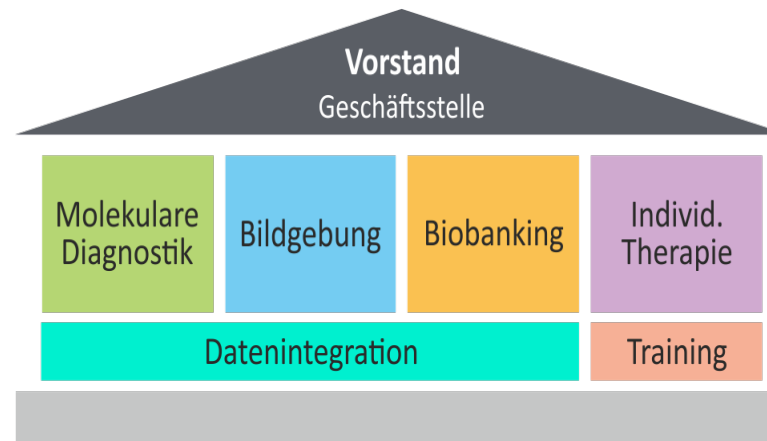 Vorstand
Geschäftsstelle
Molekulare
Diagnostik
Bildgebung
Biobanking
Individ.
Therapie
Datenintegration
Training